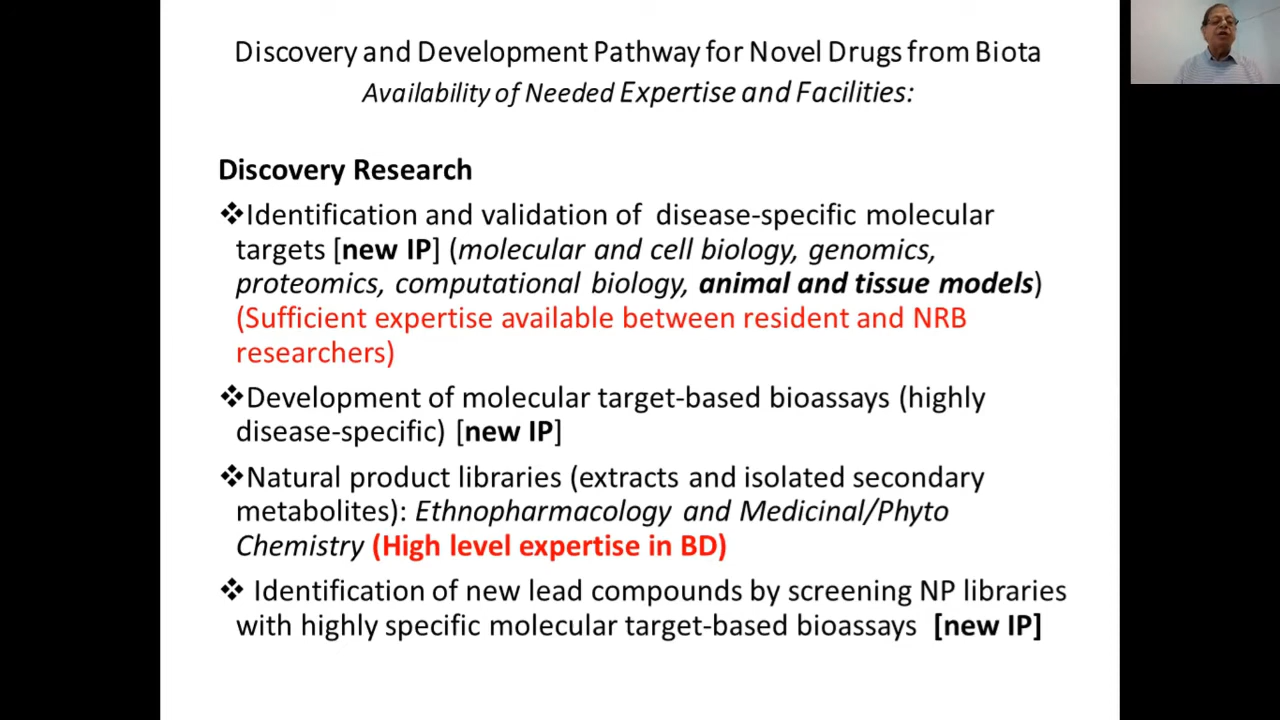 Discovery and Development Pathway for Novel Drugs from Biota
Availability of Needed Expertise and Facilities:
Discovery Research
❖Identification and validation of disease-specific molecular
targets [new IP] (molecular and cell biology, genomics,
proteomics, computational biology, animal and tissue models)
(Sufficient expertise available between resident and NRB
researchers)
❖Development of molecular target-based bioassays (highly
disease-specific) [new IP]
❖Natural product libraries (extracts and isolated secondary
metabolites): Ethnopharmacology and Medicinal/Phyto
Chemistry (High level expertise in BD)
❖ Identification of new lead compounds by screening NP libraries
with highly specific molecular target-based bioassays [new IP]